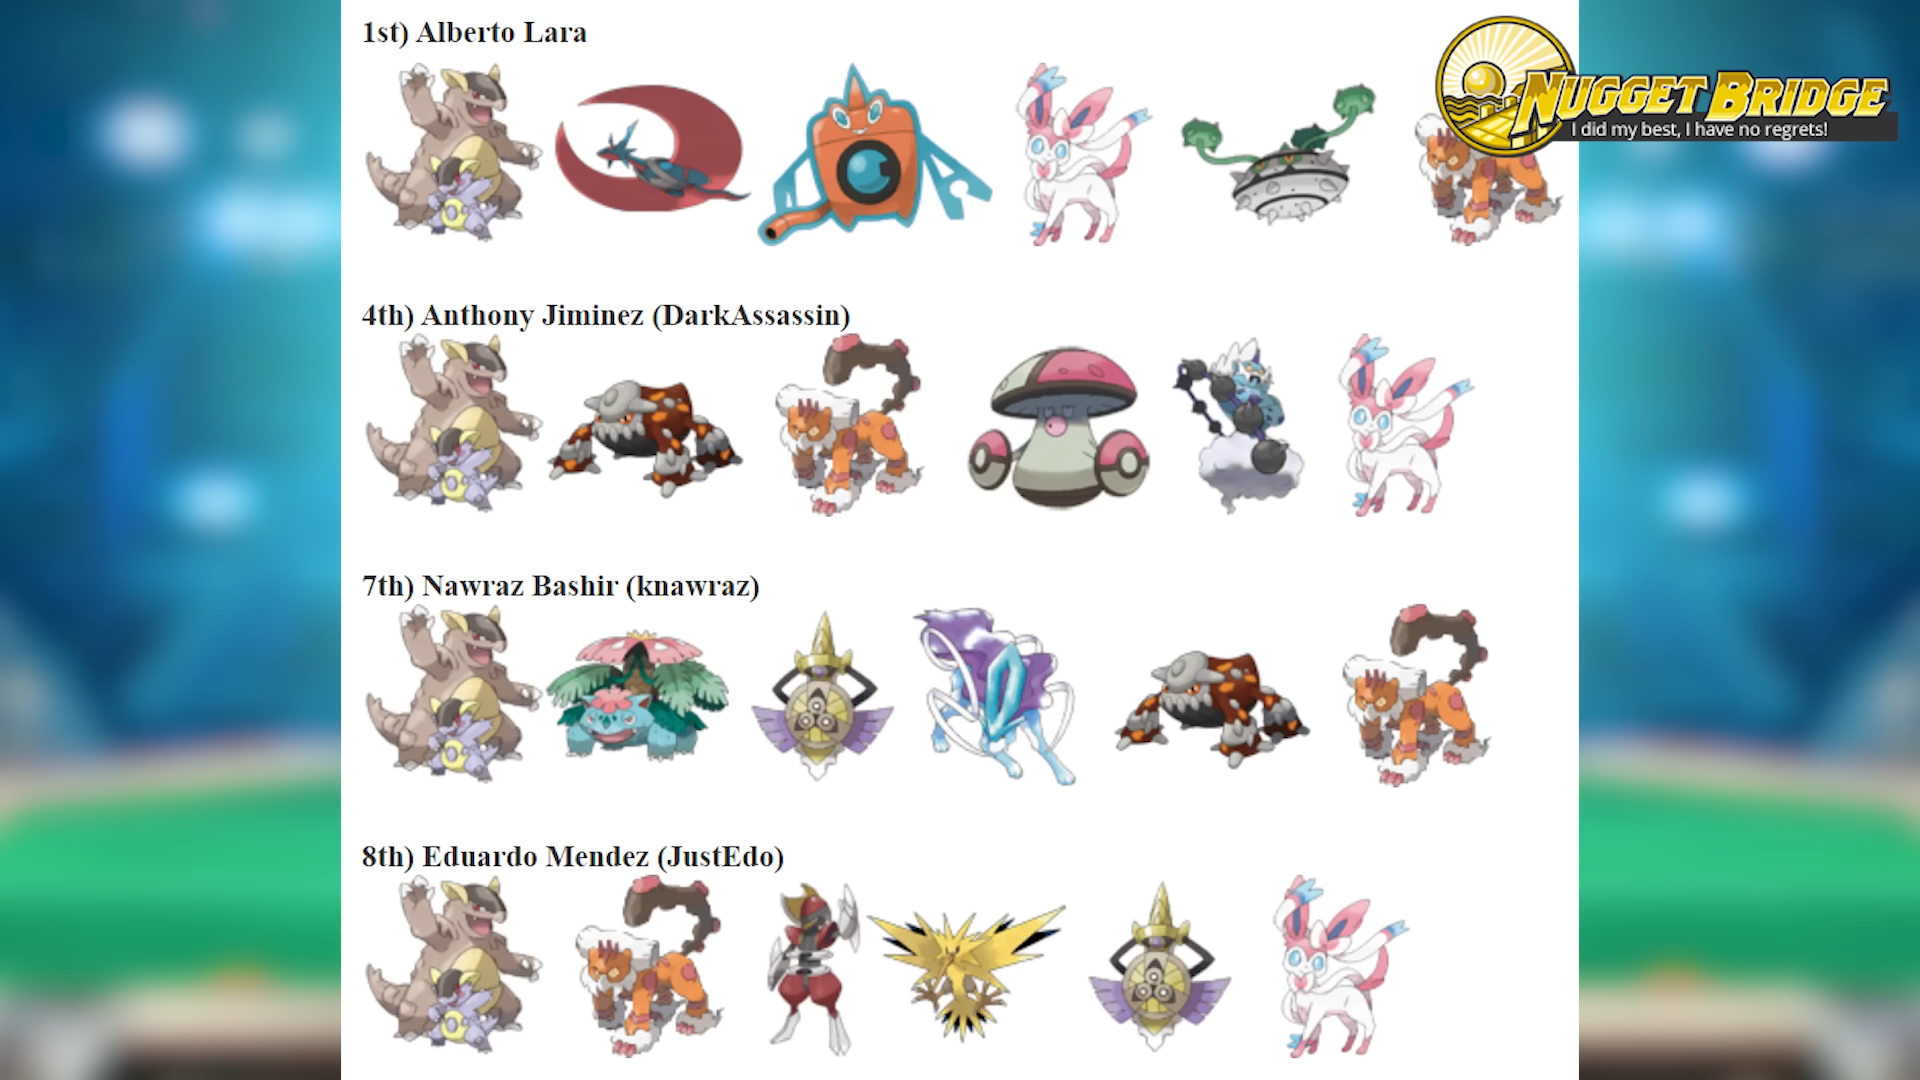 1st) Alberto Lara
NUGGET BRIDGE
I did my best, I have no regrets!
4th) Anthony Jiminez (DarkAssassin)
7th) Nawraz Bashir (knawraz)
8th) Eduardo Mendez (JustEdo)